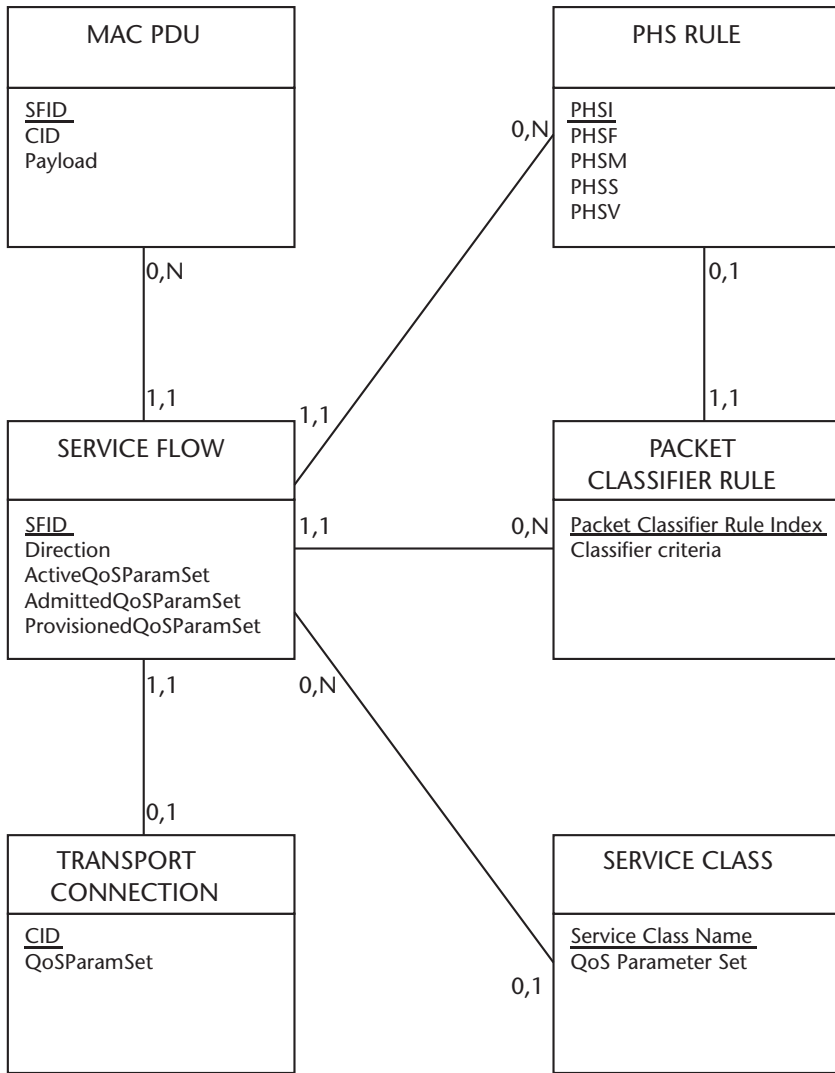 MAC PDU
SFID
CID
Payload
PHS RULE
PHSI
PHSF
PHSM
PHSS
PHSV
0,N
0,N
0,1
1,1
1,1
1,1
SERVICE FLOW
SFID
Direction
ActiveQoSParamSet
AdmittedQoSParamSet
ProvisionedQoSParamSet
1,1
0,N
PACKET
CLASSIFIER RULE
Packet Classifier Rule Index
Classifier criteria
1,1
0,N
0,1
0,1
TRANSPORT
CONNECTION
CID
QoSParamSet
SERVICE CLASS
Service Class Name
QoS Parameter Set